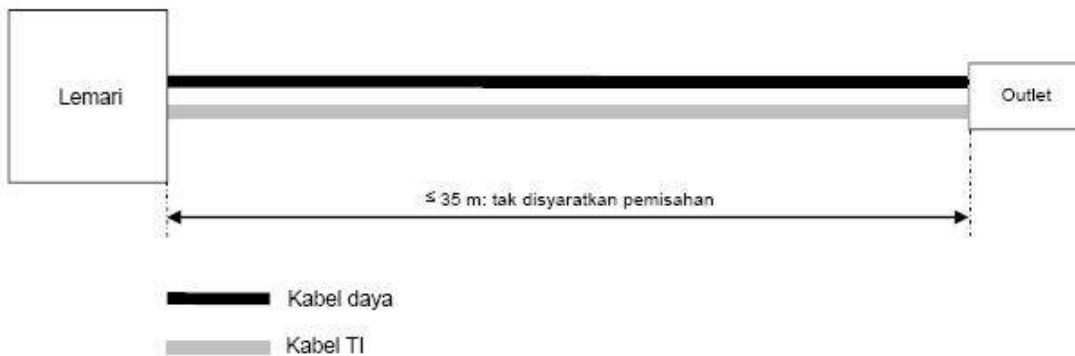 Lemari
Outlet
≤ 35 m: tak disyaratkan pemisahan
Kabel daya
Kabel TI